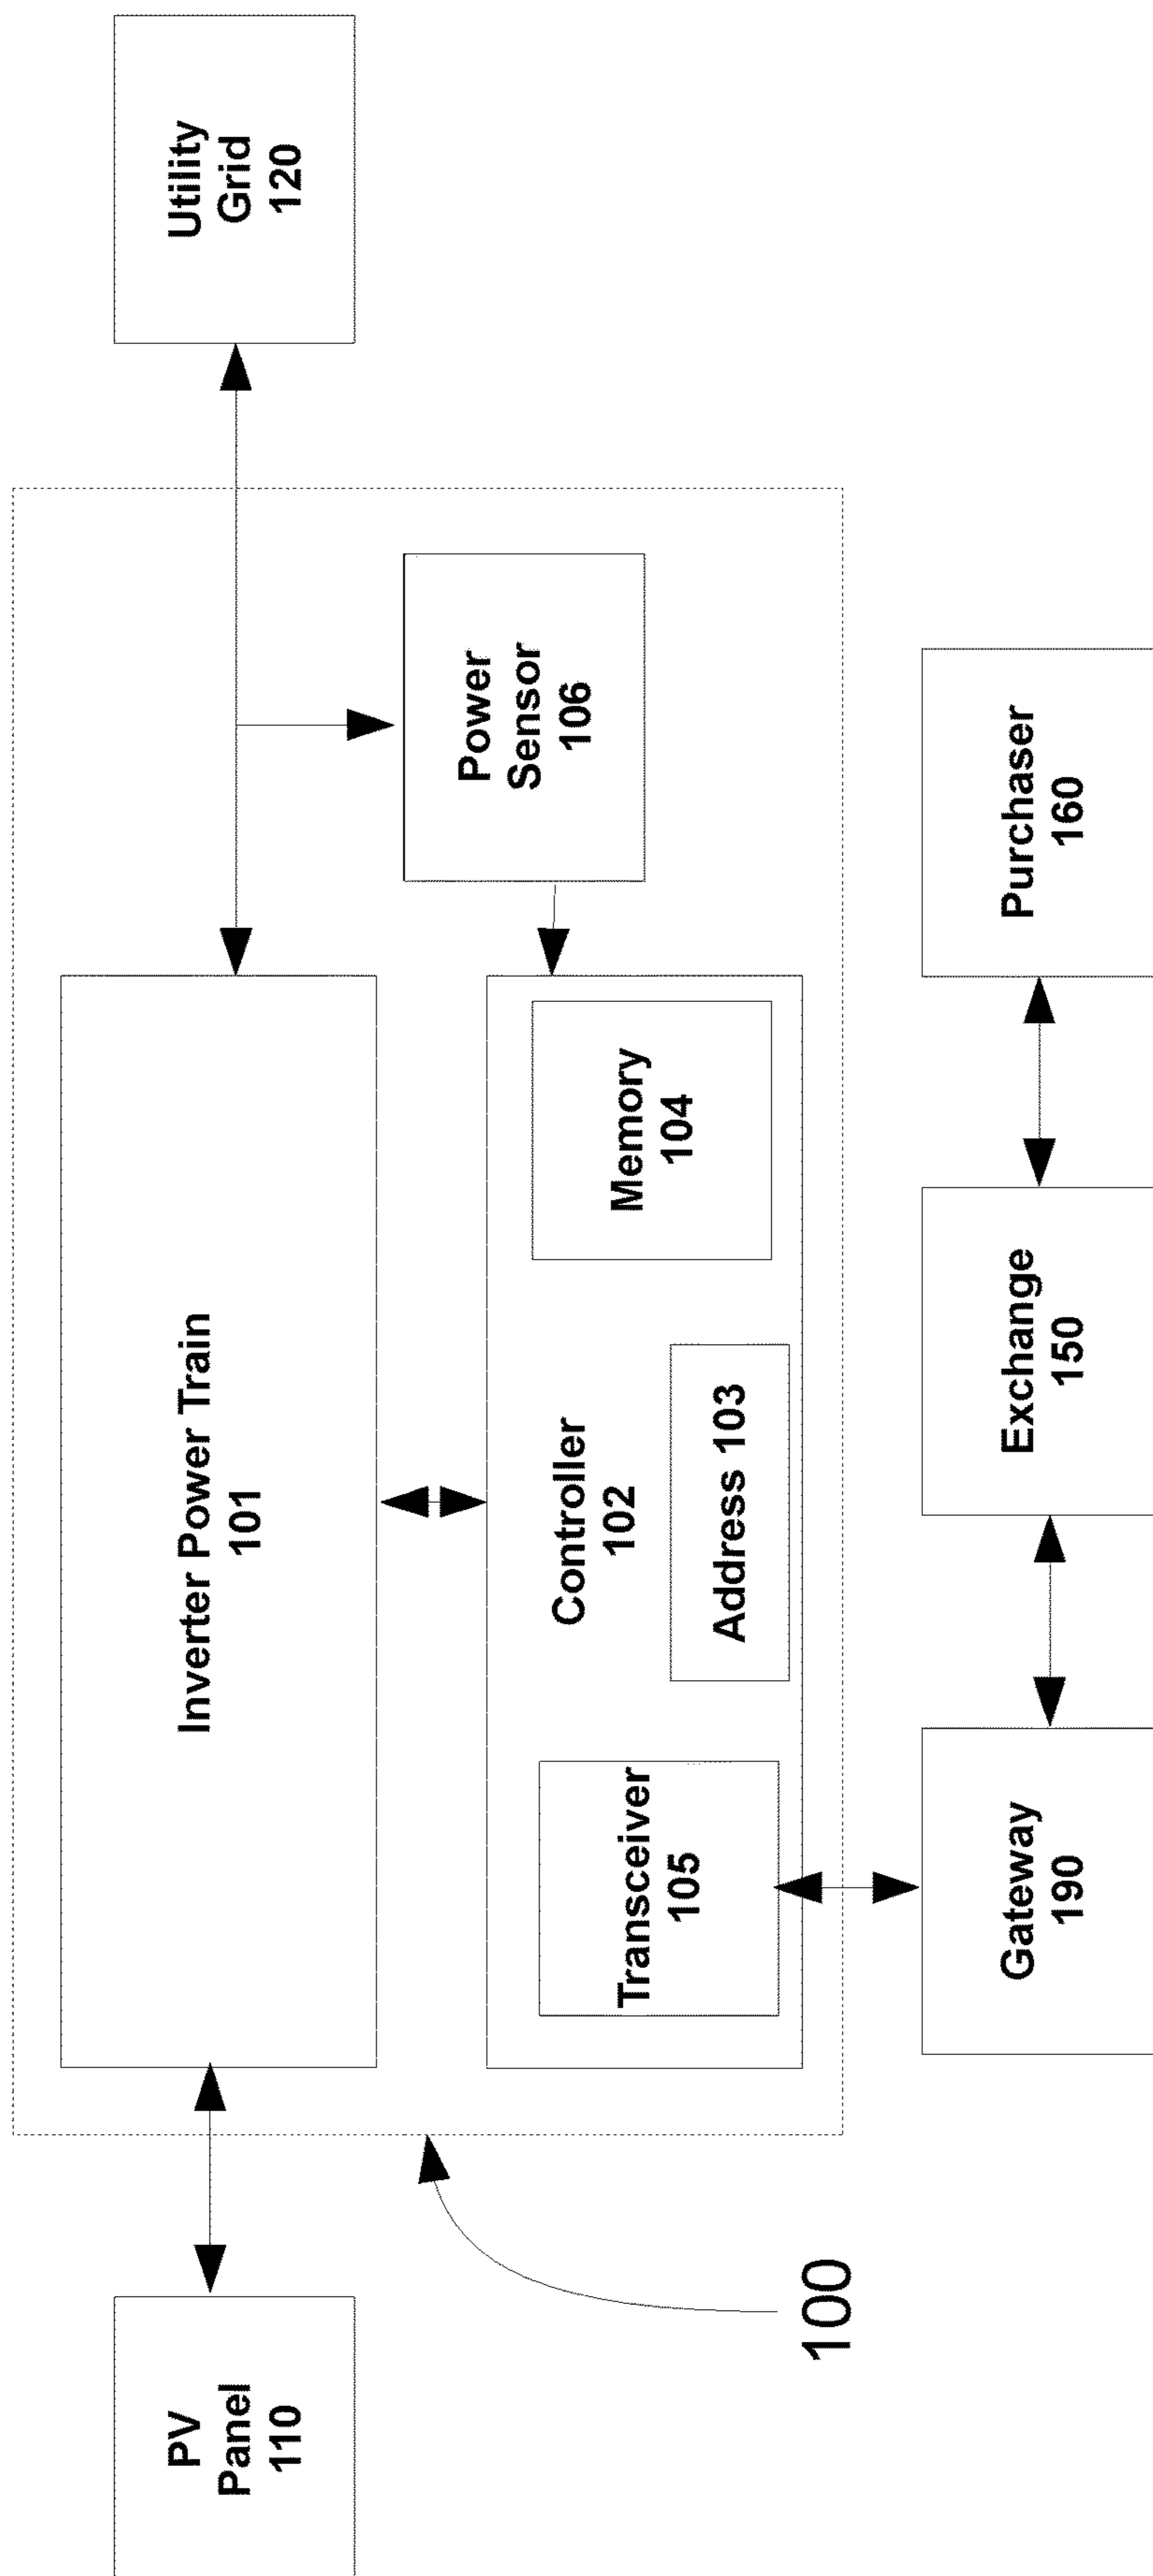 PV
Panel
110
Inverter Power Train
101
Utility
Grid
120
Power
Sensor
106
Controller
102
Transceiver
105
Address 103
Memory
104
100
Gateway
190
Exchange
150
Purchaser
160